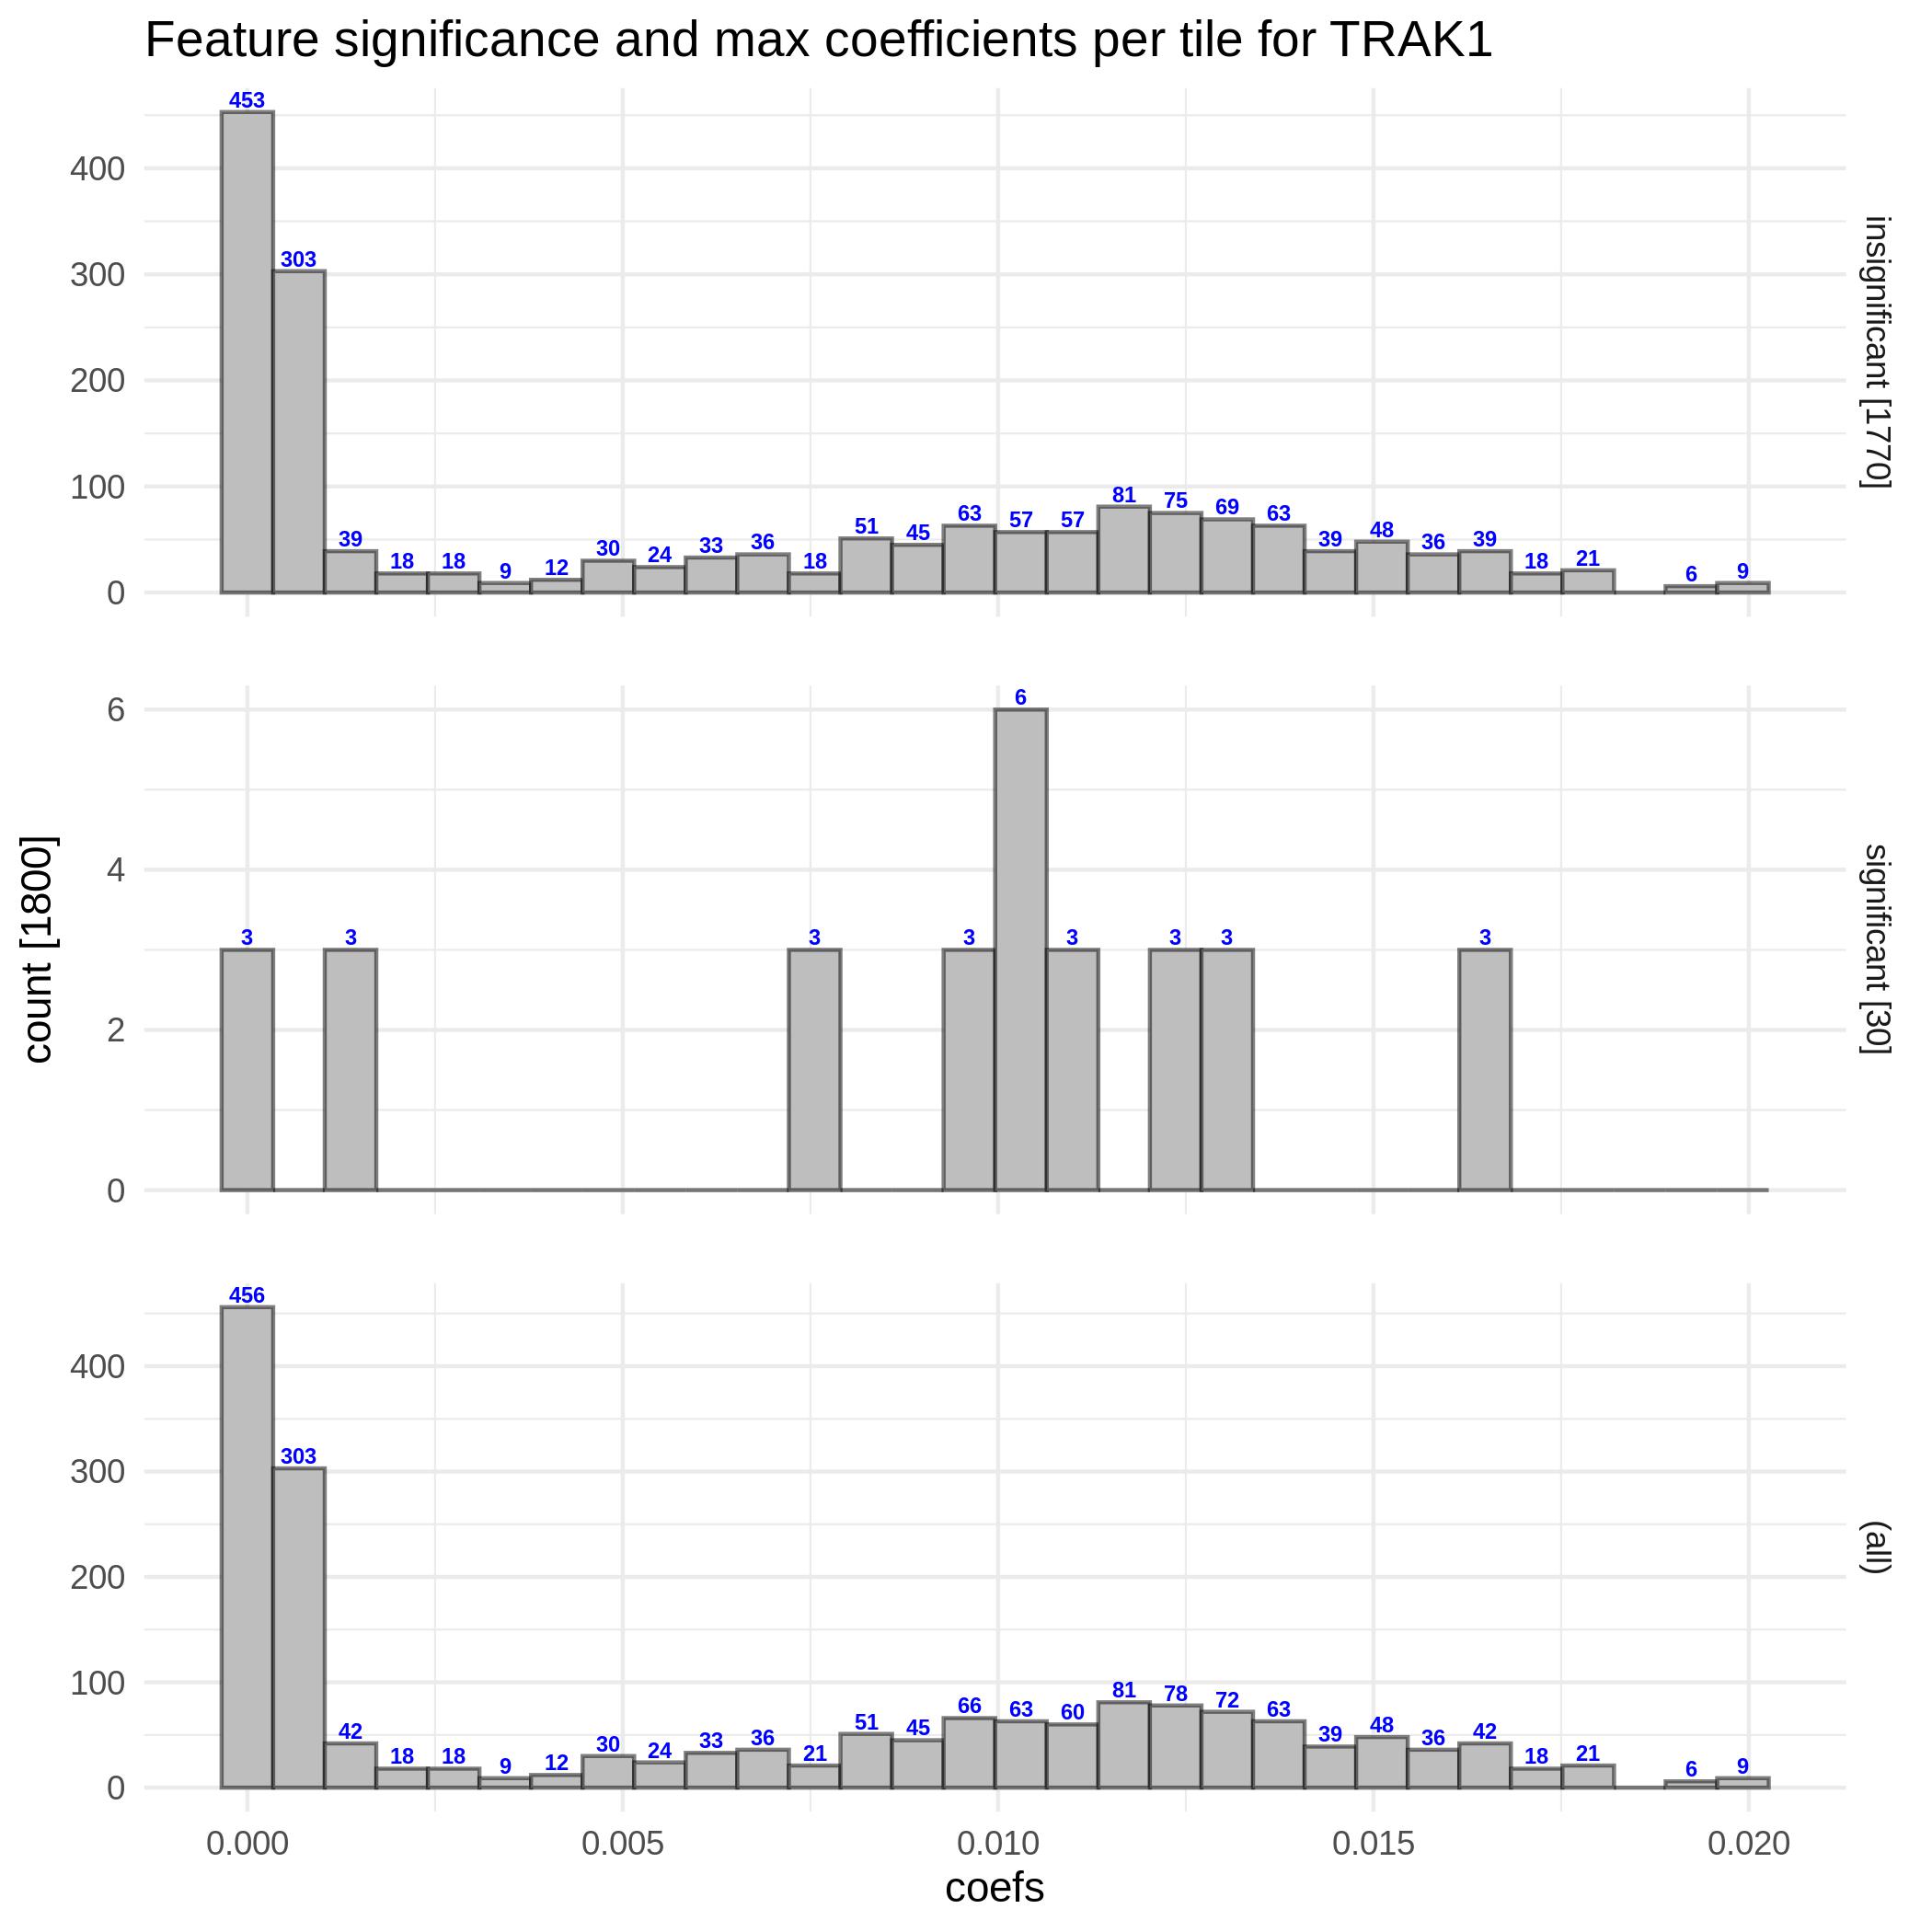 Feature significance and max coefficients per tile for TRAK1
453
400
303
300
200
100
39 18 18 9 12 30 24 33 36 18 51 45 63 57 57 81 75 69 63 39 48 36 39 18 21 6 9
0
insignificant [1770]
6
6
4
3 3 3 3 3 3 3 3
2
0
significant [30]
count [1800]
456
400
303
300
200
100
42 18 18 9 12 30 24 33 36 21 51 45 66 63 60 81 78 72 63 39 48 36 42 18 21 6 9
0
(all)
0.000 0.005 0.010 0.015 0.020
coefs